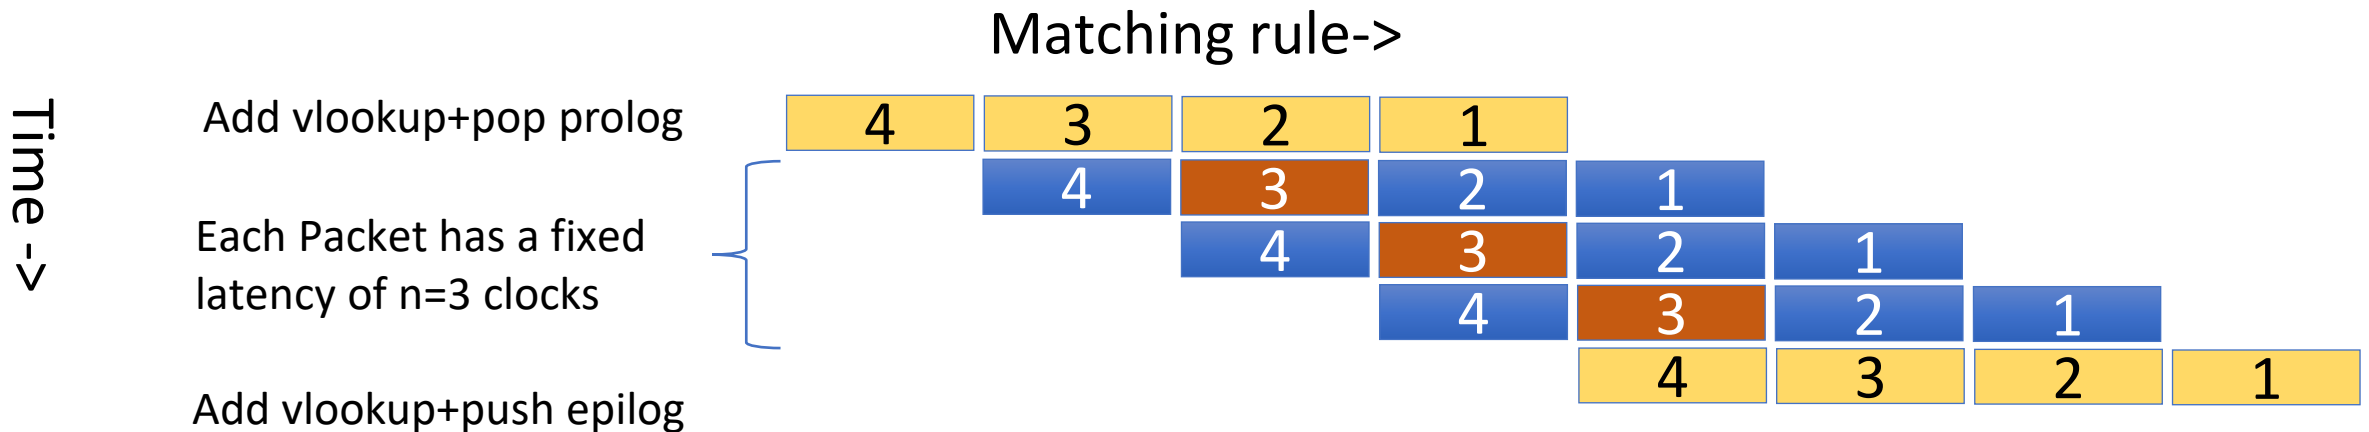 Matching rule->
Time ->
Add vlookup+pop prolog
4 3 2 1
4 3 2 1
Each Packet has a fixed
latency of n=3 clocks
4 3 2 1
4 3 2 1
Add vlookup+push epilog
4 3 2 1